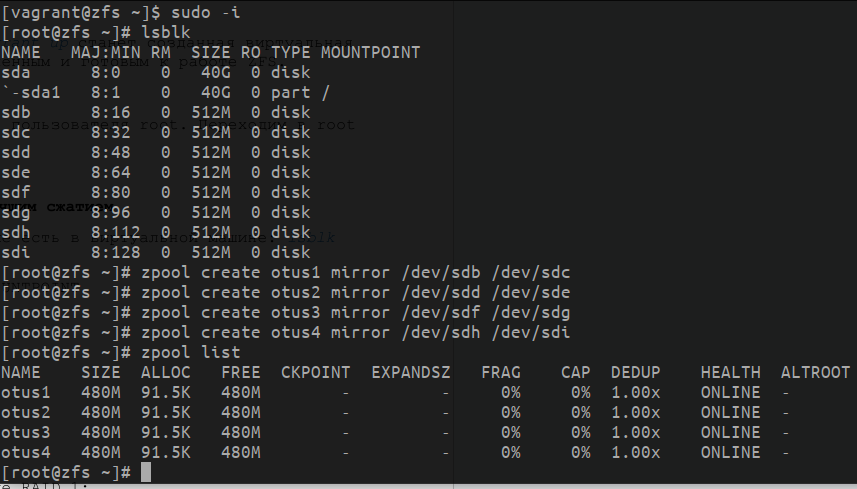 [vagrant@zfs ~]$ sudo -i
[root@zfs ~]# lsblk
NAME   MAJ:MIN RM  SIZE RO TYPE MOUNTPOINT
sda      8:0    0   40G  0 disk
`-sda1   8:1    0   40G  0 part /
sdb      8:16   0  512M  0 disk
пользователя root. Переходим в root
sdc      8:32   0  512M  0 disk
sdd      8:48   0  512M  0 disk
sde      8:64   0  512M  0 disk
sdf      8:80   0  512M  0 disk
сжатием
sdg      8:96   0  512M  0 disk
sdh      8:112  0  512M  0 disk
есть в виртуальной машине: lsblk
sdi      8:128  0  512M  0 disk
[root@zfs ~]# zpool create otus1 mirror /dev/sdb /dev/sdc
[root@zfs ~]# zpool create otus2 mirror /dev/sdd /dev/sde
[root@zfs ~]# zpool create otus3 mirror /dev/sdf /dev/sdg
[root@zfs ~]# zpool create otus4 mirror /dev/sdh /dev/sdi
[root@zfs ~]# zpool list
NAME    SIZE  ALLOC   FREE  CKPOINT  EXPANDSZ   FRAG    CAP  DEDUP    HEALTH  ALTROOT
otus1   480M  91.5K   480M        -         -     0%     0%  1.00x    ONLINE  -
otus2   480M  91.5K   480M        -         -     0%     0%  1.00x    ONLINE  -
otus3   480M  91.5K   480M        -         -     0%     0%  1.00x    ONLINE  -
otus4   480M  91.5K   480M        -         -     0%     0%  1.00x    ONLINE  -
[root@zfs ~]#